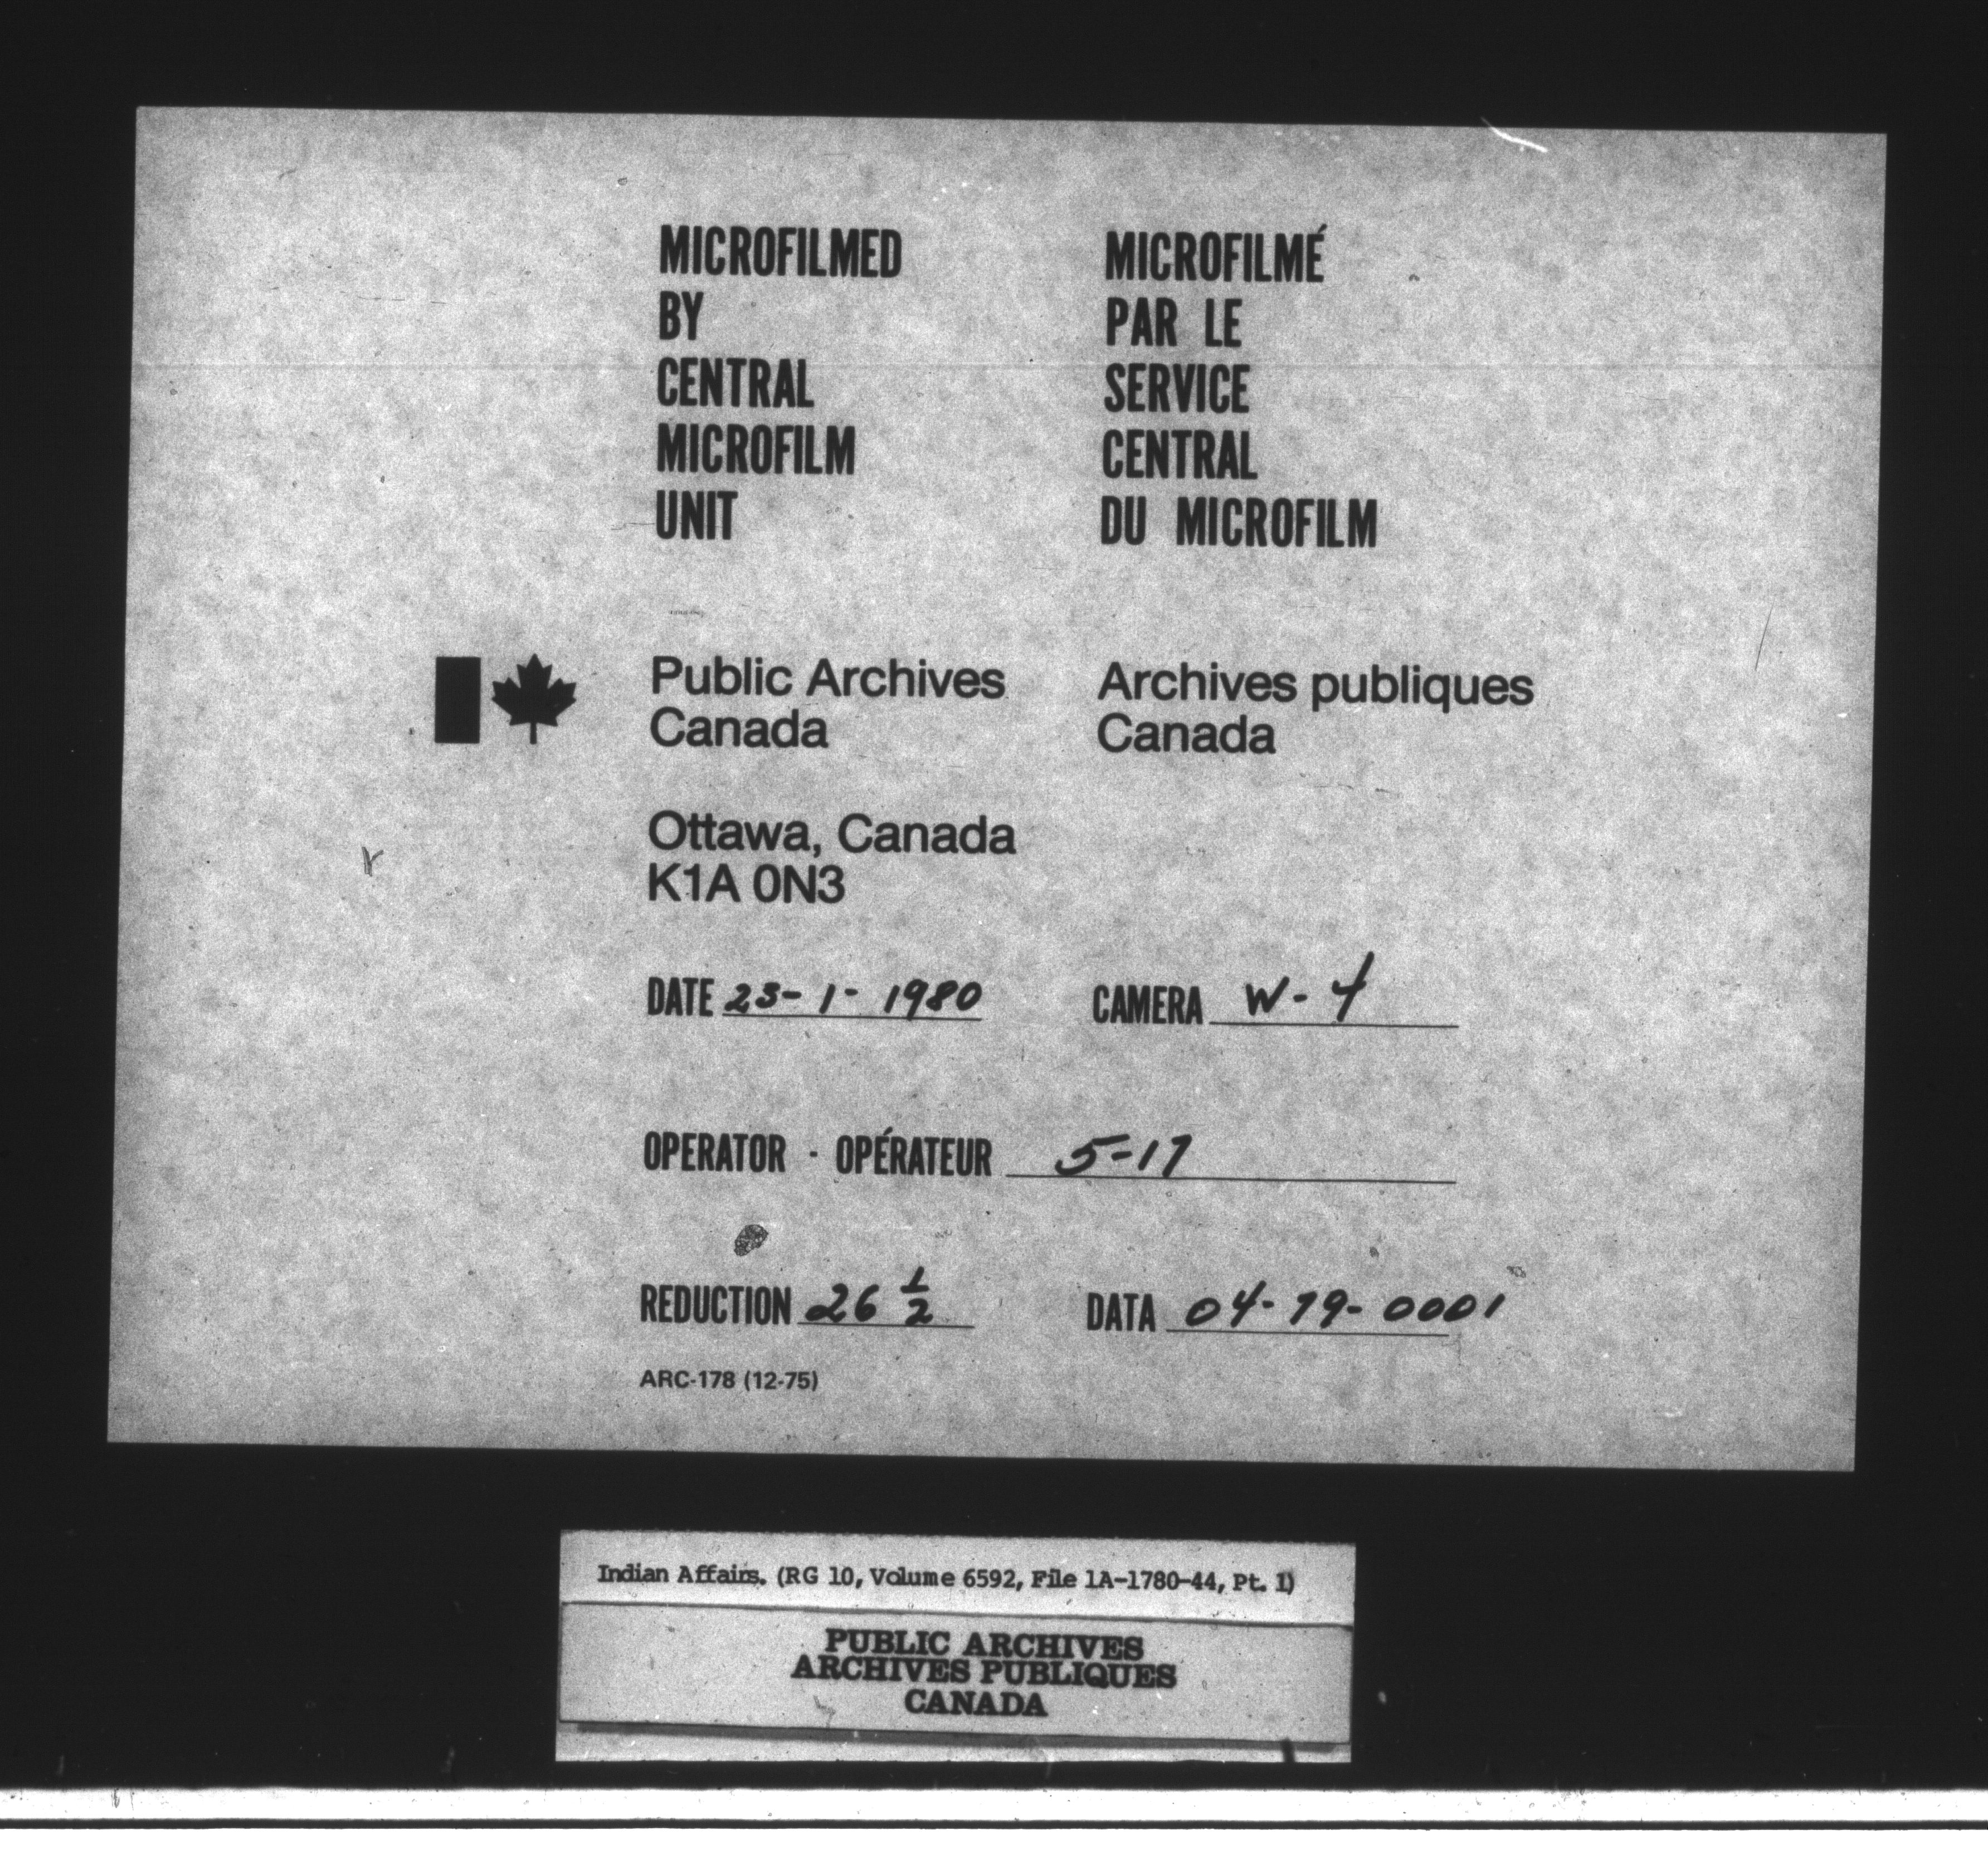 MICROFILMED
BY
CENTRAL
MICROFILM
UNIT
MICROFILMÉ
PAR LE
SERVICE
CENTRAL
DU MICROFILM
Public Archives
Canada
Archives publiques
Canada
Ottawa, Canada
K1A 0N3
DATE 23-1-1980
CAMERA W-4
OPERATOR - OPÉRATEUR 5-17
REDUCTION 26 1/2
DATA 04-19-0001
ARC-178 (12-75)
Indian Affairs. (RG 10, Volume 6592, File 1A-1780-44, Pt. 1)
PUBLIC ARCHIVES
ARCHIVES PUBLIQUES
CANADA